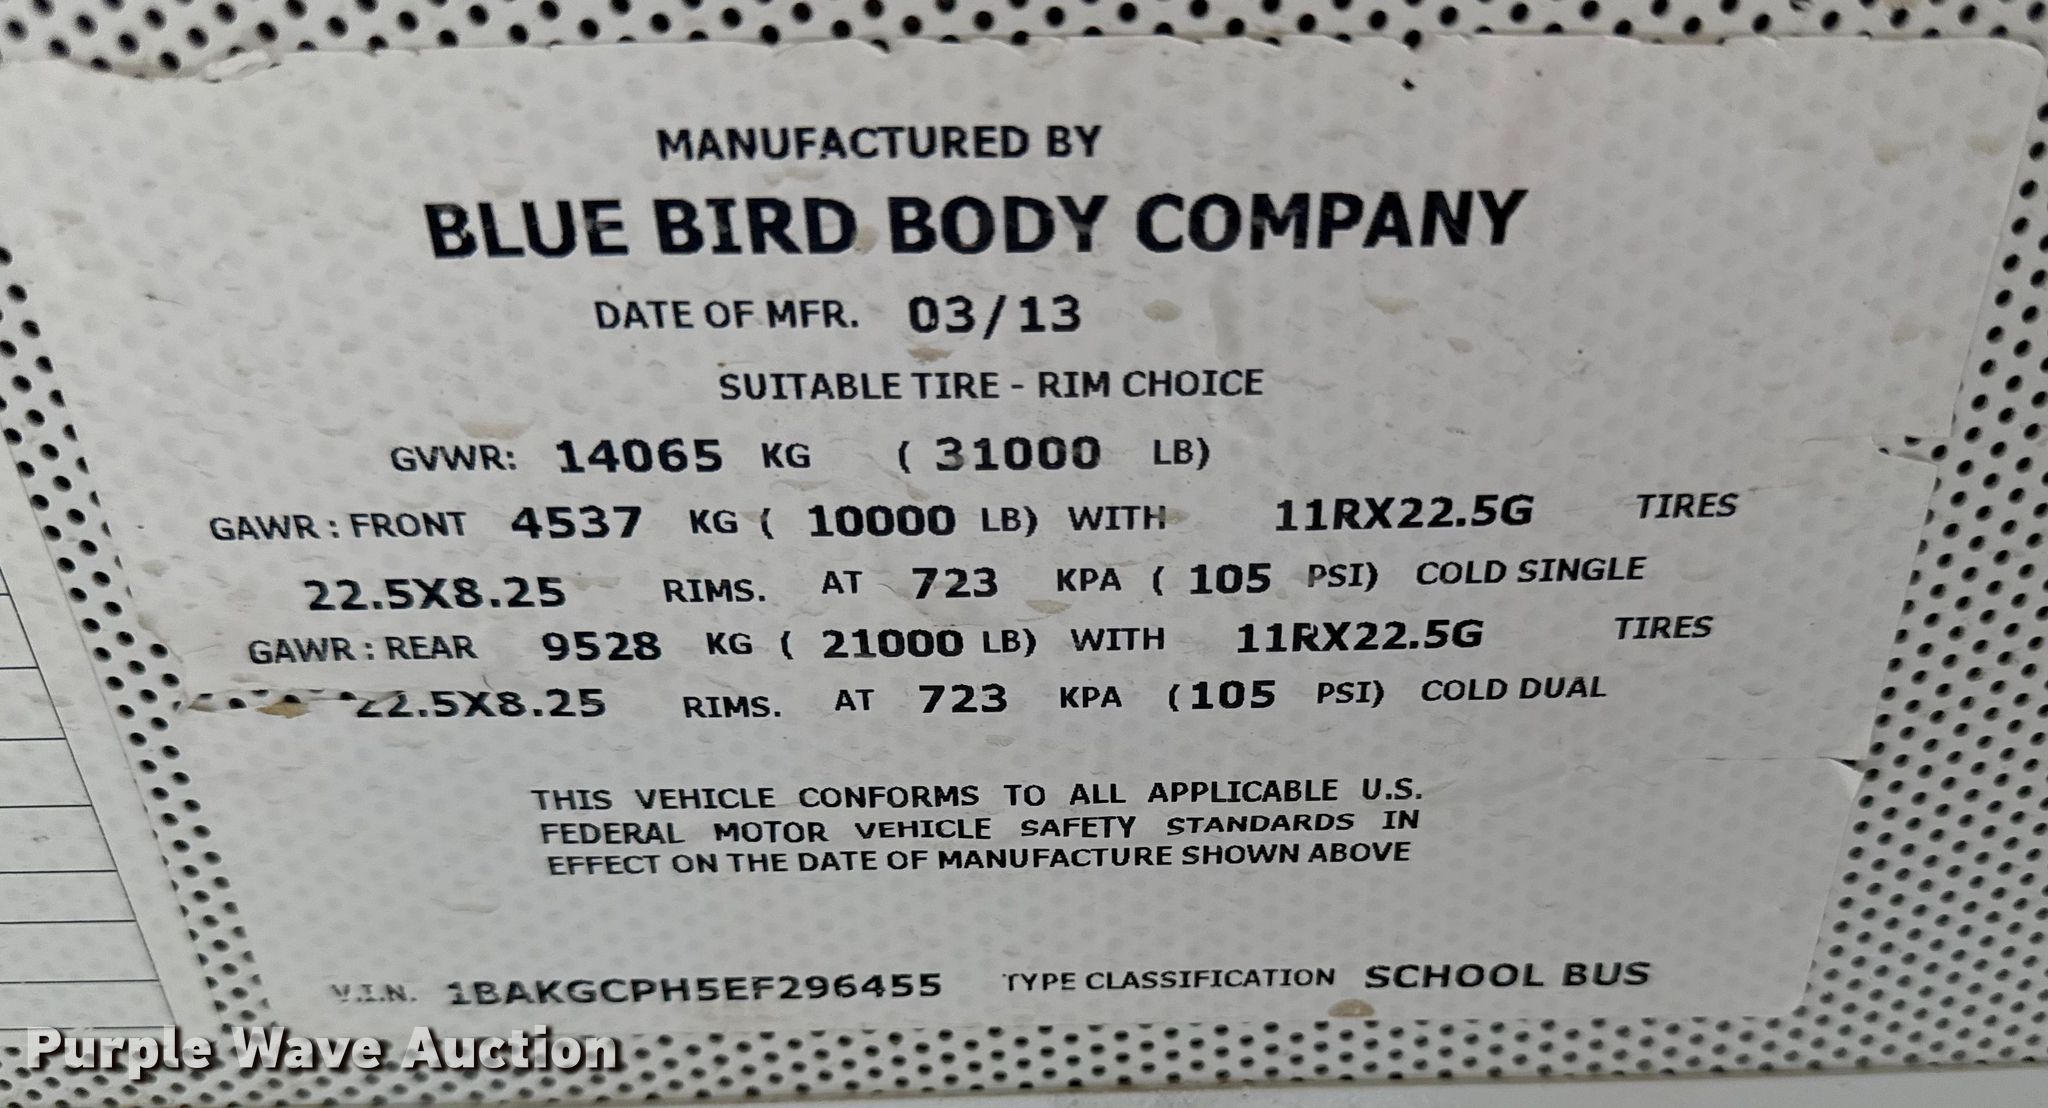 MANUFACTURED BY
BLUE BIRD BODY COMPANY
DATE OF MFR. 03/13
SUITABLE TIRE - RIM CHOICE
GVWR: 14065 KG ( 31000 LB)
GAWR : FRONT 4537 KG ( 10000 LB) WITH 11RX22.5G TIRES
22.5X8.25 RIMS. AT 723 KPA ( 105 PSI) COLD SINGLE
GAWR : REAR 9528 KG ( 21000 LB) WITH 11RX22.5G TIRES
22.5X8.25 RIMS. AT 723 KPA (105 PSI) COLD DUAL
THIS VEHICLE CONFORMS TO ALL APPLICABLE U.S.
FEDERAL MOTOR VEHICLE SAFETY STANDARDS IN
EFFECT ON THE DATE OF MANUFACTURE SHOWN ABOVE
V.I.N. 1BAKGCPH5EF296455 TYPE CLASSIFICATION SCHOOL BUS
Purple Wave Auction